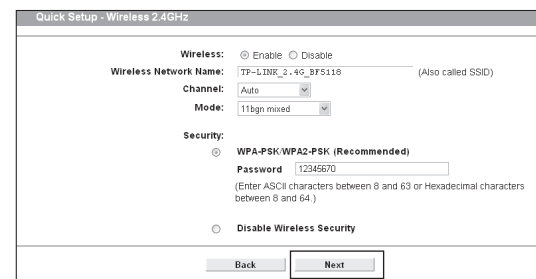 Quick Setup - Wireless 2.4GHz
Wireless: Enable Disable
Wireless Network Name: TP-LINK_2.4G_BF5118 (Also called SSID)
Channel: Auto
Mode: 11bgn mixed
Security:
WPA-PSK/WPA2-PSK (Recommended)
Password 12345670
(Enter ASCII characters between 8 and 63 or Hexadecimal characters
between 8 and 64.)
Disable Wireless Security
Back Next